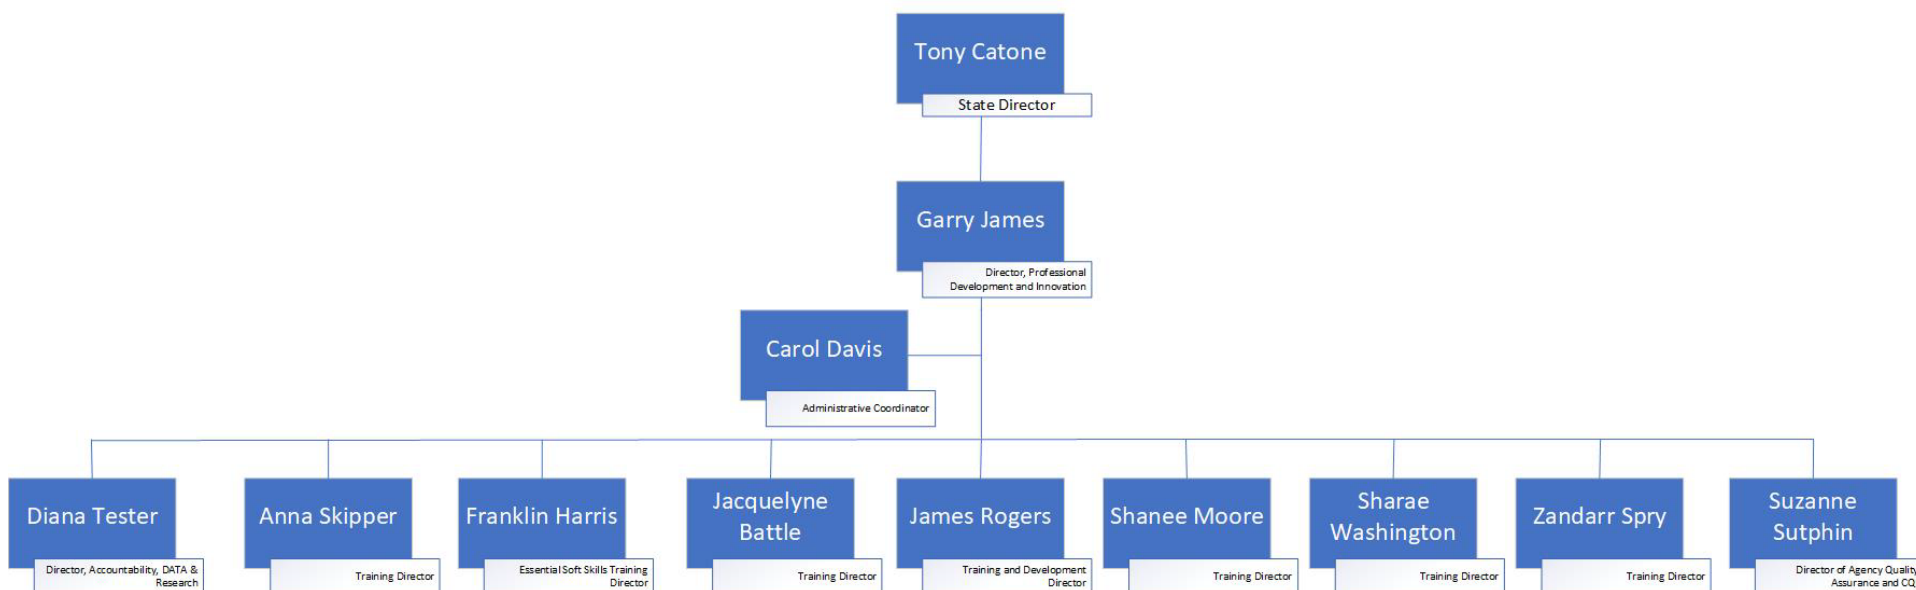 Tony Catone
State Director
Garry James
Director, Professional
Development and Innovation
Carol Davis
Administrative Coordinator
Diana Tester
Director, Accountability, DATA &
Research
Anna Skipper
Training Director
Franklin Harris
Essential Soft Skills Training
Director
Jacquelyne
Battle
Training Director
James Rogers
Training and Development
Director
Shanee Moore
Training Director
Sharae
Washington
Training Director
Zandarr Spry
Training Director
Suzanne
Sutphin
Director of Agency Quality
Assurance and CQ